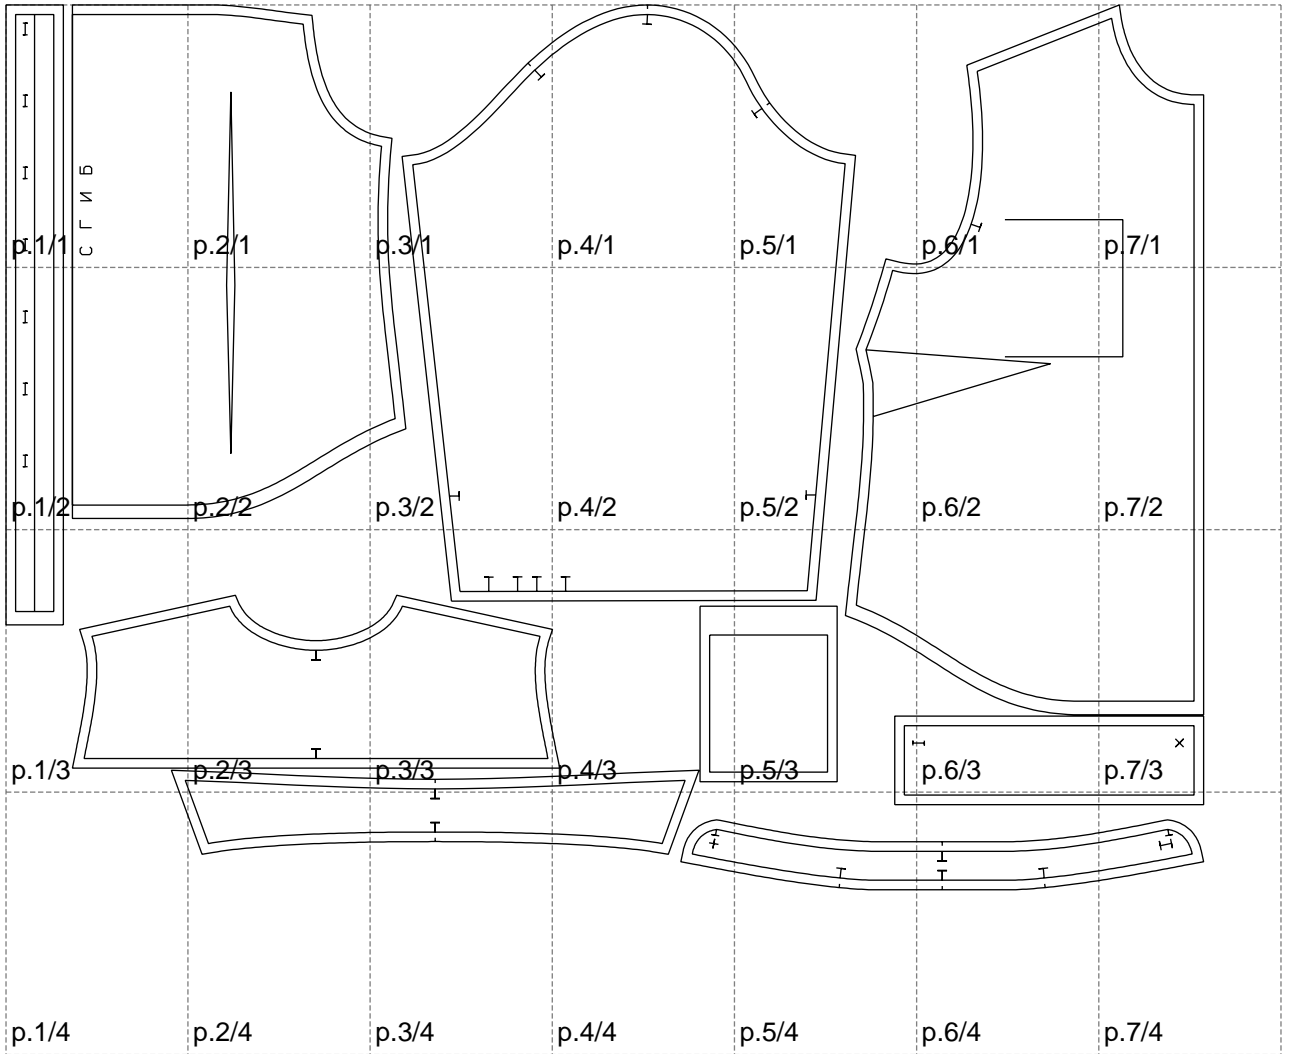 С Г И Б
p.1/1 p.2/1 p.3/1 p.4/1 p.5/1 p.6/1 p.7/1
p.1/2 p.2/2 p.3/2 p.4/2 p.5/2 p.6/2 p.7/2
p.1/3 p.2/3 p.3/3 p.4/3 p.5/3 p.6/3 p.7/3
p.1/4 p.2/4 p.3/4 p.4/4 p.5/4 p.6/4 p.7/4